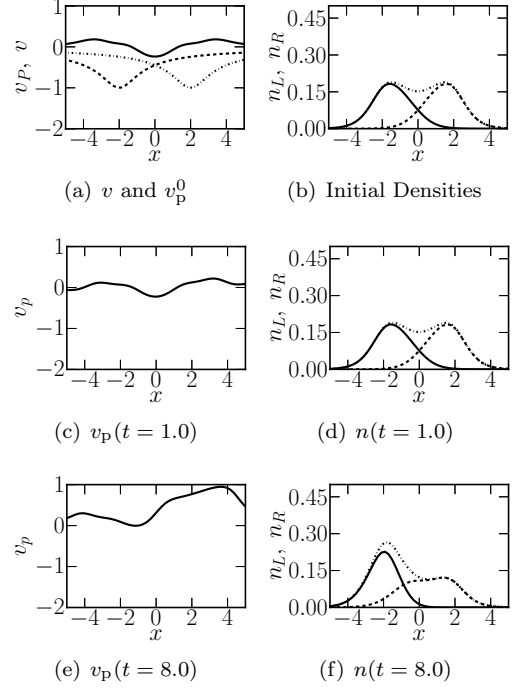 1
0
−1
−2
v_P, v
−4 −2 0 2 4
x
(a) v and v_p^0
0.45
0.30
0.15
0.00
n_L, n_R
−4 −2 0 2 4
x
(b) Initial Densities
1
0
−1
−2
v_p
−4 −2 0 2 4
x
(c) v_p(t = 1.0)
0.45
0.30
0.15
0.00
n_L, n_R
−4 −2 0 2 4
x
(d) n(t = 1.0)
1
0
−1
−2
v_p
−4 −2 0 2 4
x
(e) v_p(t = 8.0)
0.45
0.30
0.15
0.00
n_L, n_R
−4 −2 0 2 4
x
(f) n(t = 8.0)